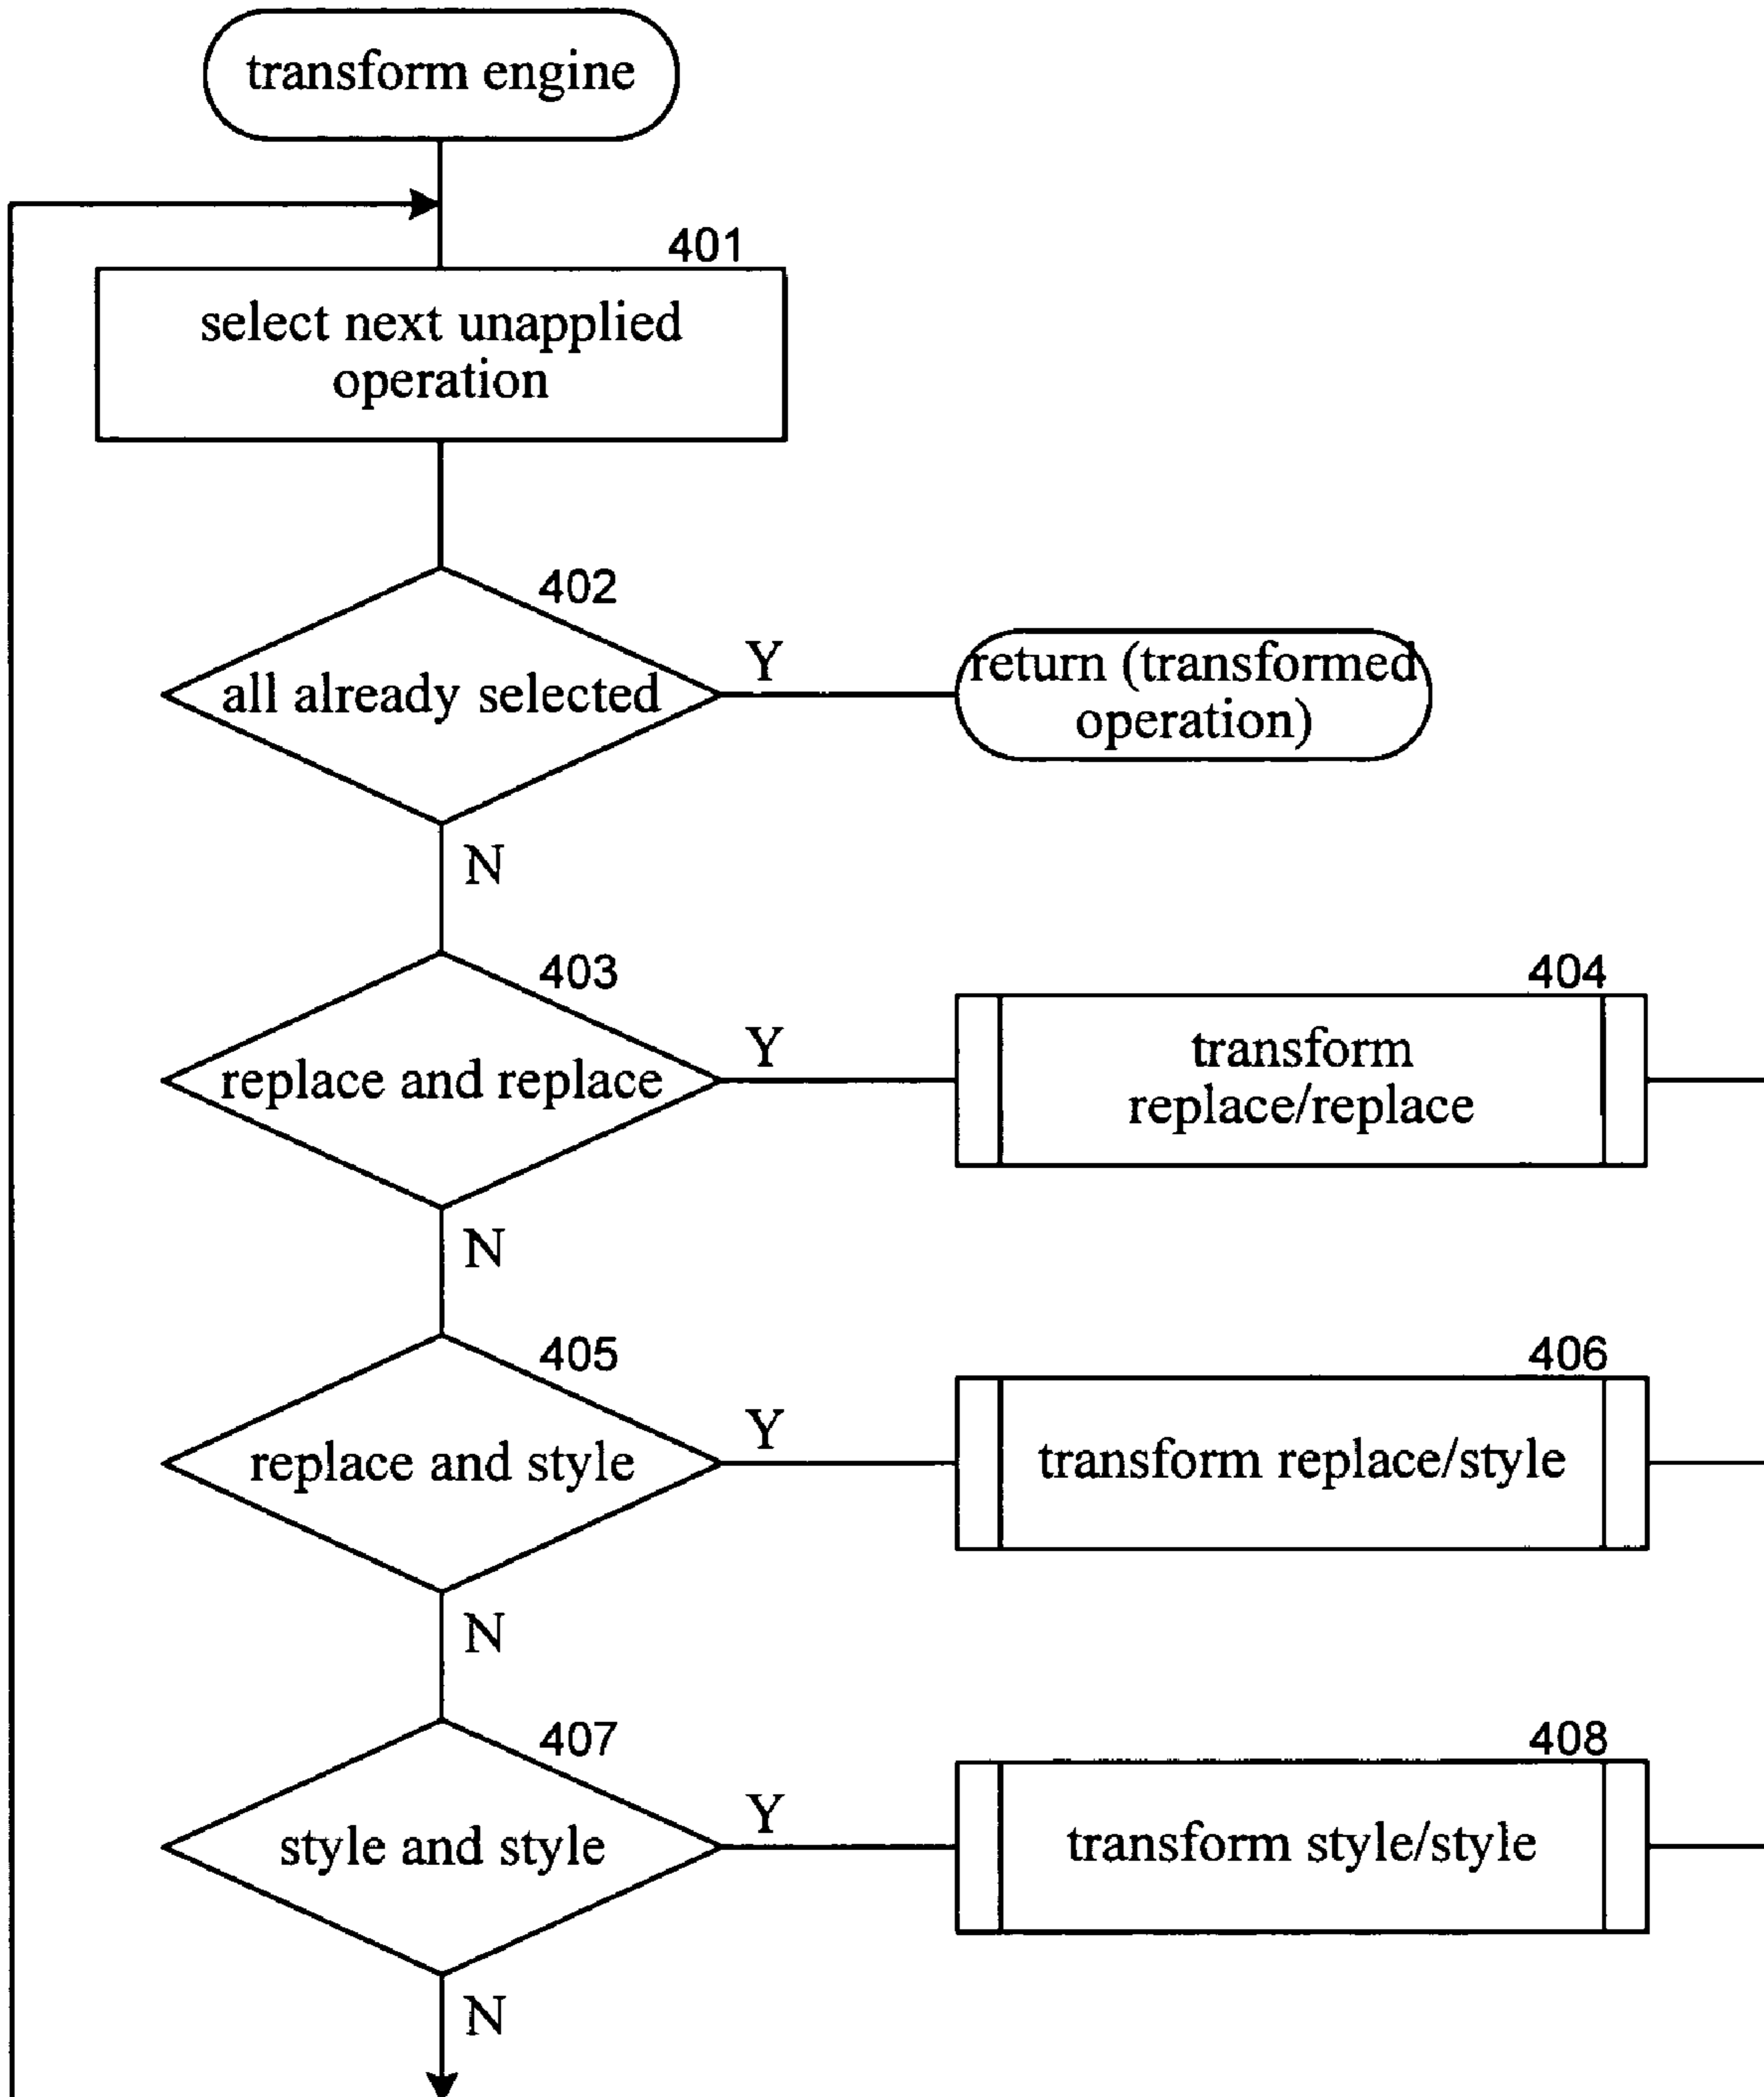 transform engine
401
select next unapplied
operation
402
all already selected
Y
return (transformed
operation)
N
403
replace and replace
Y
404
transform
replace/replace
N
405
replace and style
Y
406
transform replace/style
N
407
style and style
Y
408
transform style/style
N